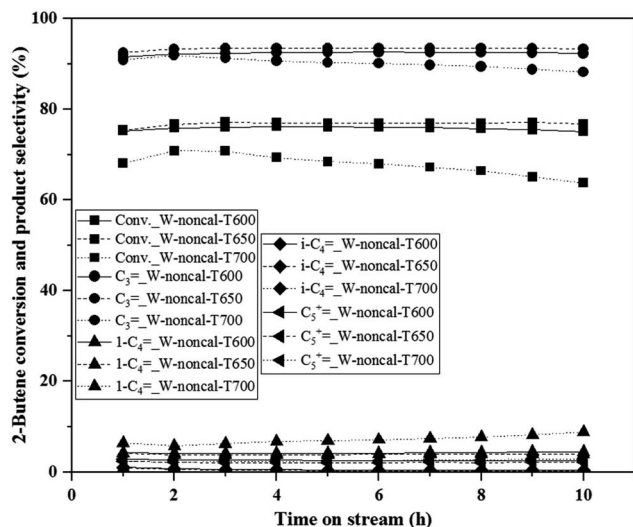 2-Butene conversion and product selectivity (%)
100
80
60
40
20
0
Conv._W-noncal-T600
Conv._W-noncal-T650
Conv._W-noncal-T700
C₃=_W-noncal-T600
C₃=_W-noncal-T650
C₃=_W-noncal-T700
1-C₄=_W-noncal-T600
1-C₄=_W-noncal-T650
1-C₄=_W-noncal-T700
i-C₄=_W-noncal-T600
i-C₄=_W-noncal-T650
i-C₄=_W-noncal-T700
C₅⁺=_W-noncal-T600
C₅⁺=_W-noncal-T650
C₅⁺=_W-noncal-T700
0 2 4 6 8 10
Time on stream (h)